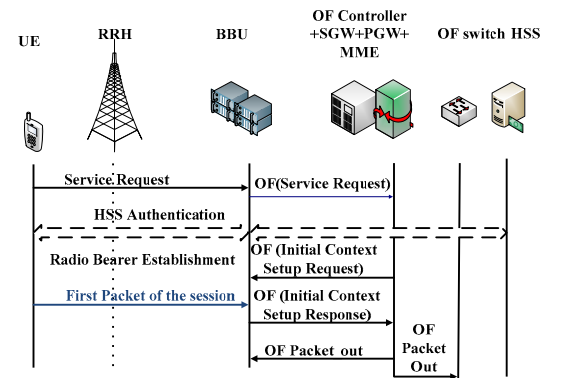 UE
RRH
BBU
OF Controller
+SGW+PGW+
MME
OF switch HSS
Service Request
OF(Service Request)
HSS Authentication
Radio Bearer Establishment
OF (Initial Context
Setup Request)
First Packet of the session
OF (Initial Context
Setup Response)
OF Packet out
OF
Packet
Out